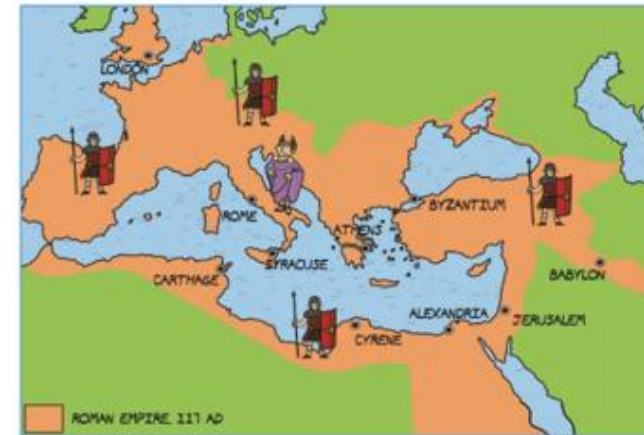 LONDON
ROME
BYZANTIUM
ATHENS
SYRACUSE
CARTHAGE
BABYLON
ALEXANDRIA
JERUSALEM
CYRENE
ROMAN EMPIRE 117 AD